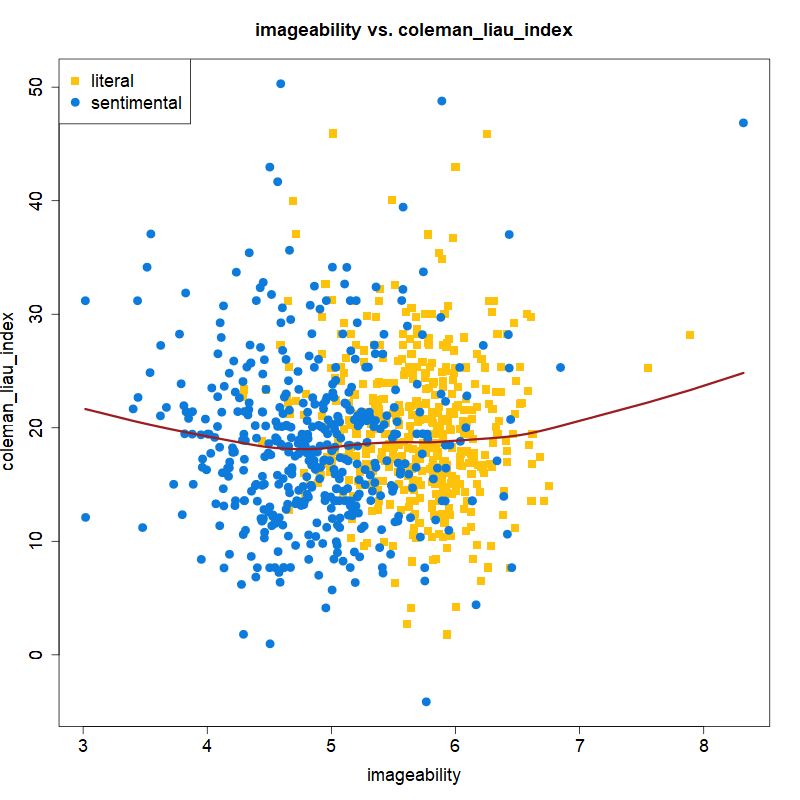 imageability vs. coleman_liau_index
literal
sentimental
50
40
30
20
10
0
coleman_liau_index
3 4 5 6 7 8
imageability